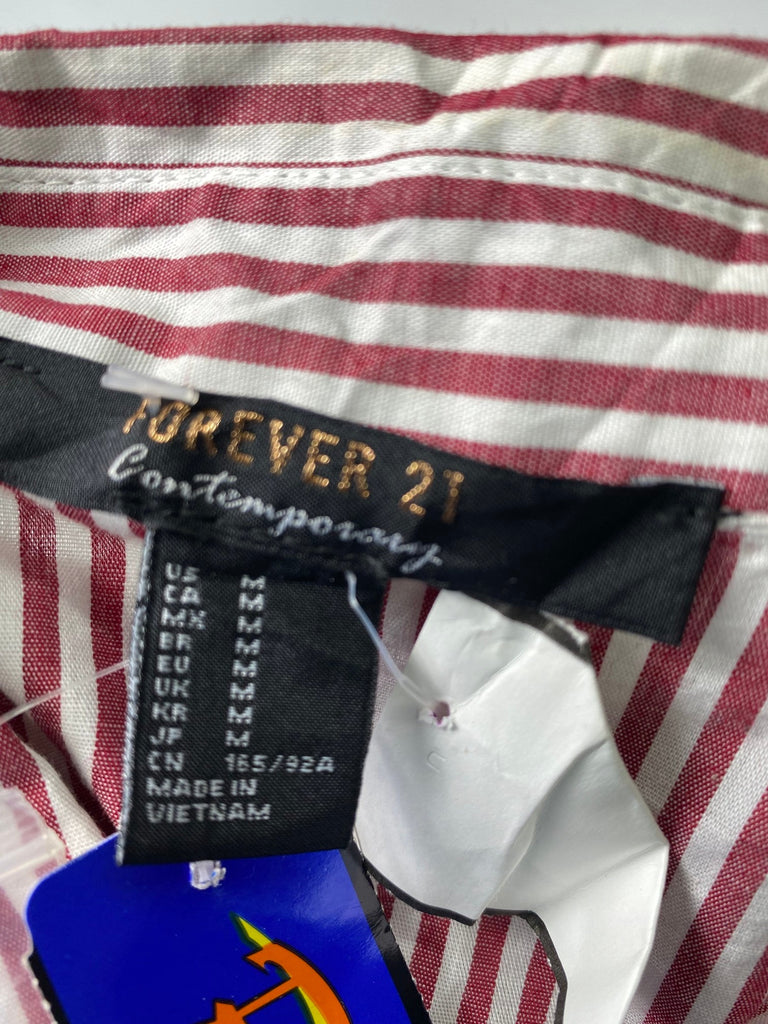 FOREVER 21
Contemporary
US M
CA M
MX M
BR M
EU M
UK M
KR M
JP M
CN 165/92A
MADE IN
VIETNAM